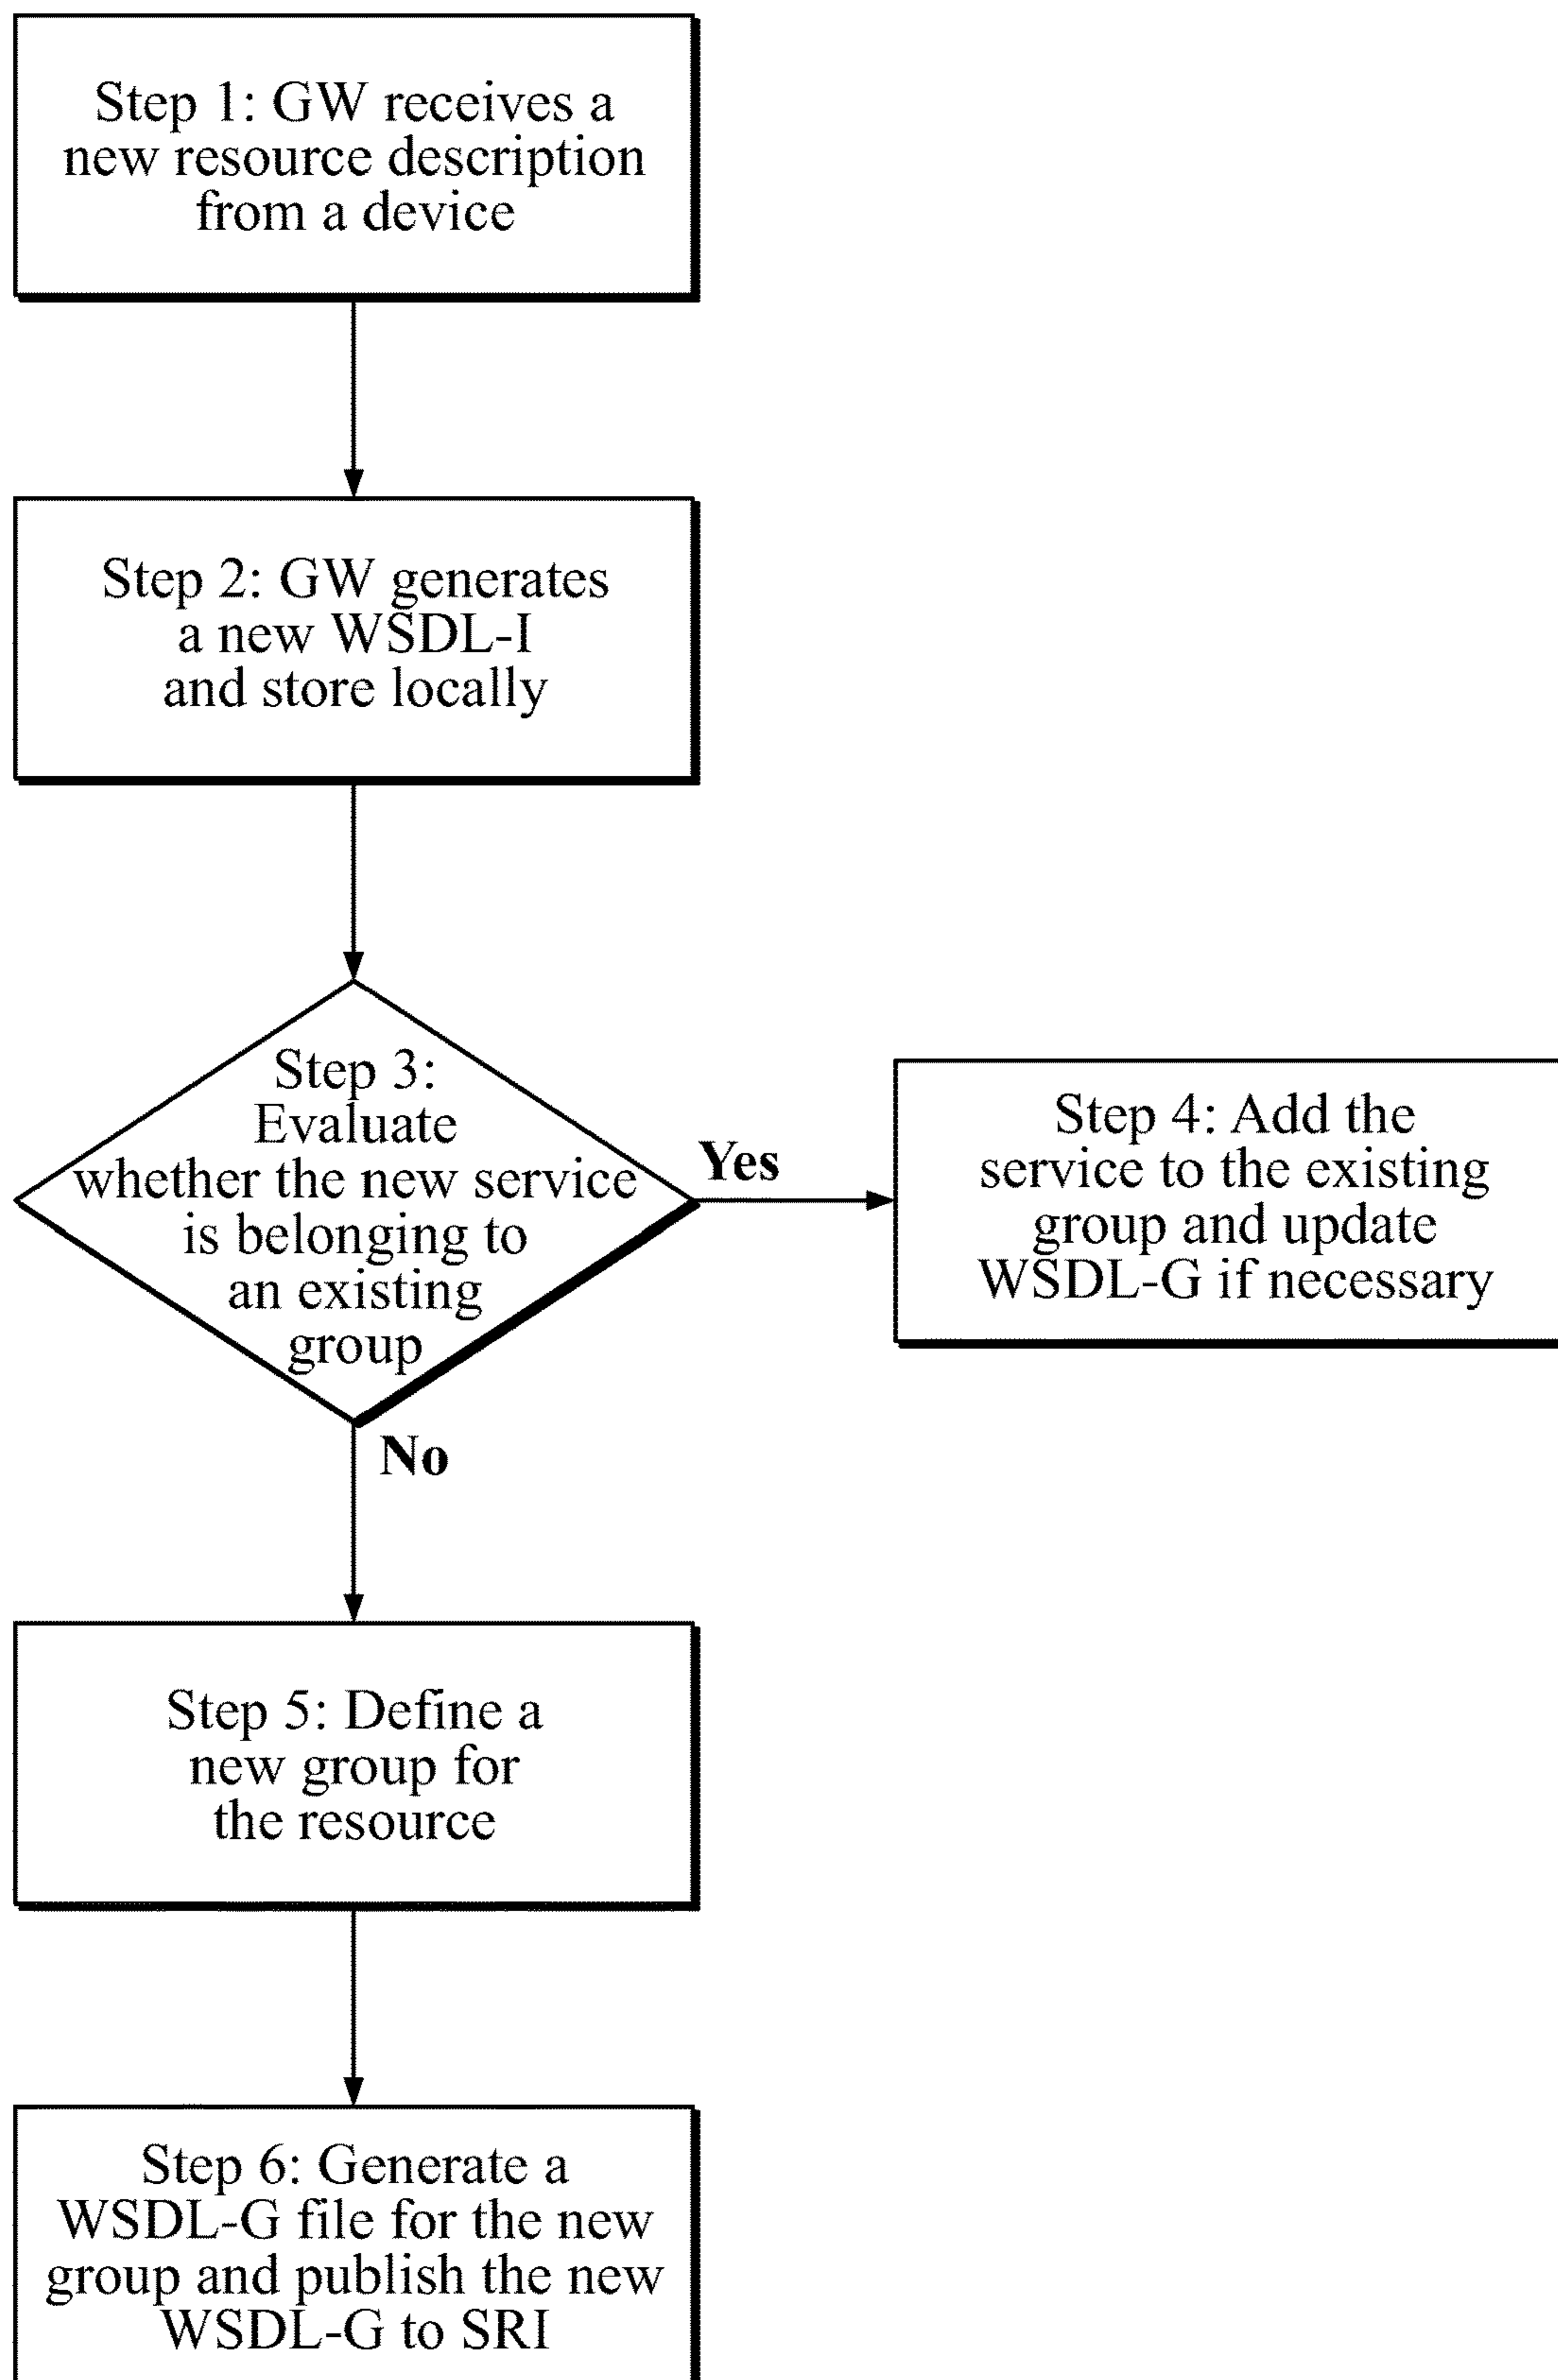 Step 1: GW receives a
new resource description
from a device
Step 2: GW generates
a new WSDL-I
and store locally
Step 3:
Evaluate
whether the new service
is belonging to
an existing
group
Yes
Step 4: Add the
service to the existing
group and update
WSDL-G if necessary
No
Step 5: Define a
new group for
the resource
Step 6: Generate a
WSDL-G file for the new
group and publish the new
WSDL-G to SRI